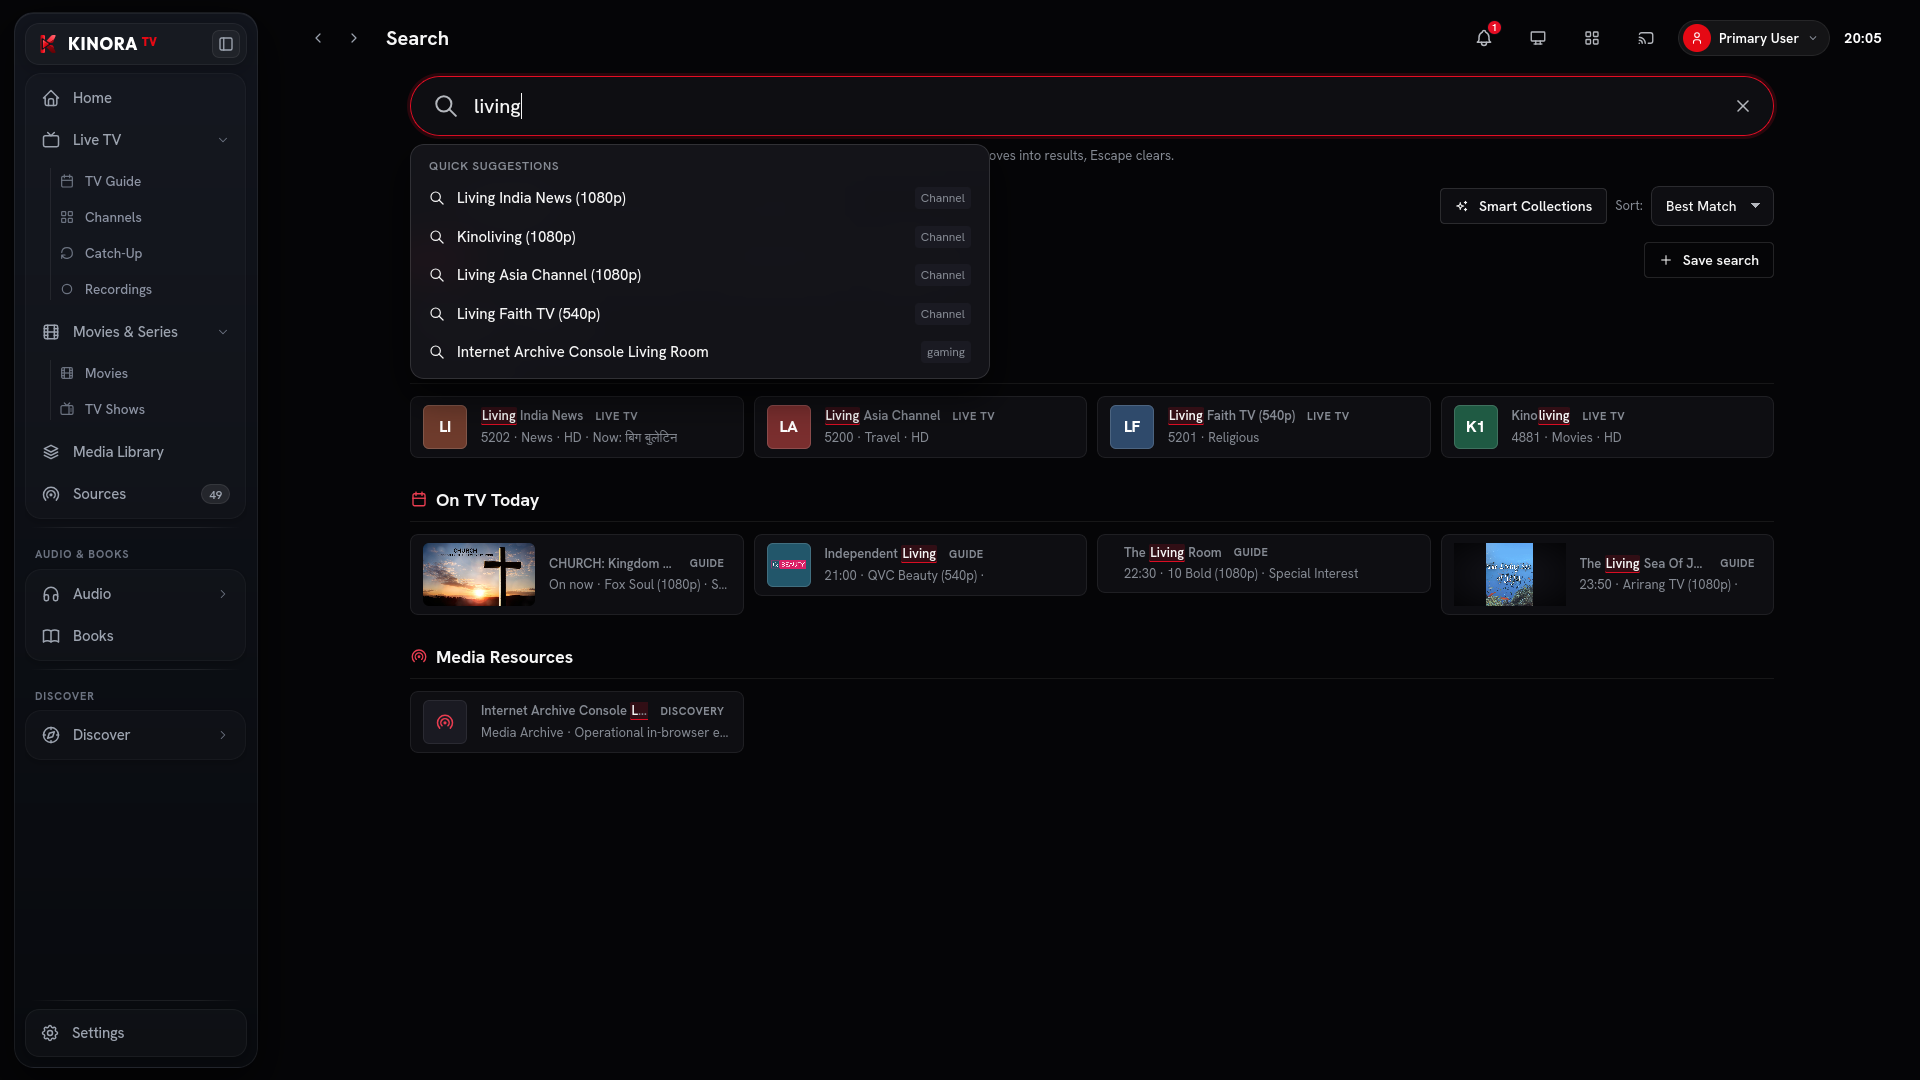 KINORA TV
Home
Live TV
TV Guide
Channels
Catch-Up
Recordings
Movies & Series
Movies
TV Shows
Media Library
Sources 49
AUDIO & BOOKS
Audio
Books
DISCOVER
Discover
Settings
Search
1
Primary User
20:05
living
oves into results, Escape clears.
QUICK SUGGESTIONS
Living India News (1080p) Channel
Kinoliving (1080p) Channel
Living Asia Channel (1080p) Channel
Living Faith TV (540p) Channel
Internet Archive Console Living Room gaming
Smart Collections Sort: Best Match
Save search
LI
Living India News LIVE TV
5202 · News · HD · Now: बिग बुलेटिन
LA
Living Asia Channel LIVE TV
5200 · Travel · HD
LF
Living Faith TV (540p) LIVE TV
5201 · Religious
K1
Kinoliving LIVE TV
4881 · Movies · HD
On TV Today
CHURCH
CHURCH: Kingdom ... GUIDE
On now · Fox Soul (1080p) · S...
BEAUTY
Independent Living GUIDE
21:00 · QVC Beauty (540p) ·
The Living Room GUIDE
22:30 · 10 Bold (1080p) · Special Interest
The Living Sea Of J... GUIDE
23:50 · Arirang TV (1080p) ·
Media Resources
Internet Archive Console L... DISCOVERY
Media Archive · Operational in-browser e...